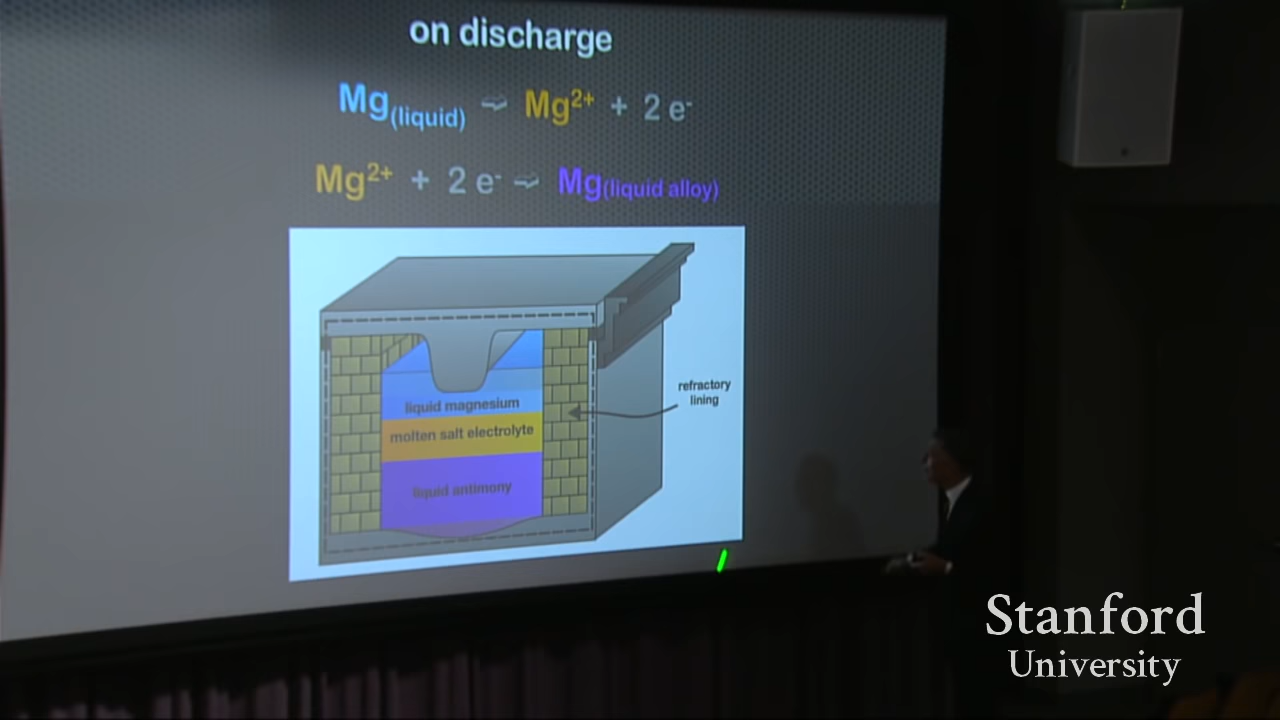 on discharge
Mg(liquid) ➯ Mg²⁺ + 2 e⁻
Mg²⁺ + 2 e⁻ ➯ Mg(liquid alloy)
refractory
lining
liquid magnesium
molten salt electrolyte
liquid antimony
Stanford
University